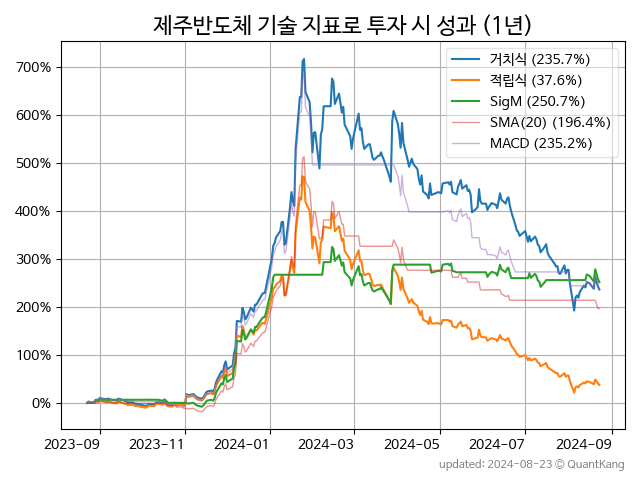 제주반도체 기술 지표로 투자 시 성과 (1년)
700%
600%
500%
400%
300%
200%
100%
0%
거치식 (235.7%)
적립식 (37.6%)
SigM (250.7%)
SMA(20) (196.4%)
MACD (235.2%)
2023-09
2023-11
2024-01
2024-03
2024-05
2024-07
2024-09
updated: 2024-08-23 ⓒ QuantKang